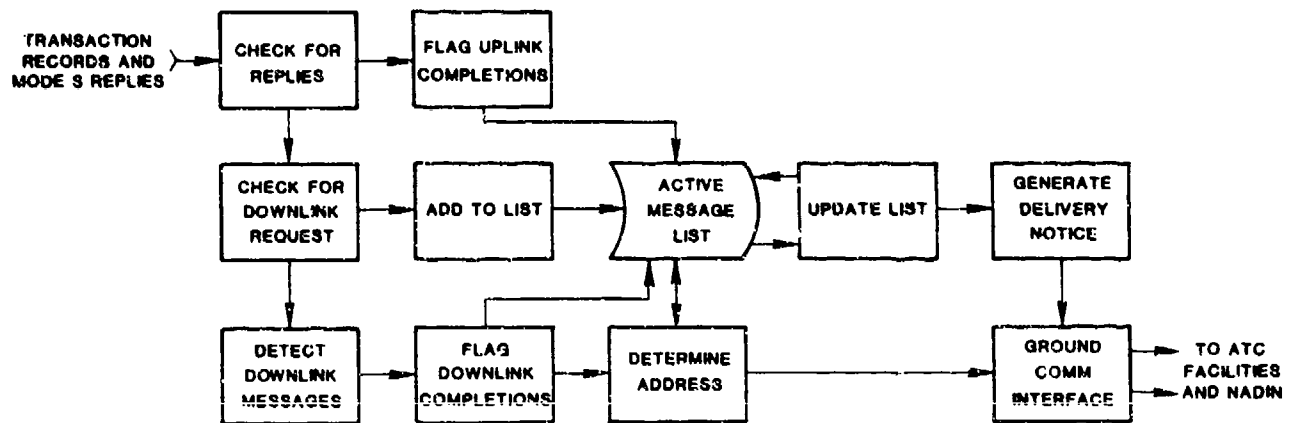 TRANSACTION
RECORDS AND
MODE S REPLIES
CHECK FOR
REPLIES
FLAG UPLINK
COMPLETIONS
CHECK FOR
DOWNLINK
REQUEST
ADD TO LIST
ACTIVE
MESSAGE
LIST
UPDATE LIST
GENERATE
DELIVERY
NOTICE
DETECT
DOWNLINK
MESSAGES
FLAG
DOWNLINK
COMPLETIONS
DETERMINE
ADDRESS
GROUND
COMM
INTERFACE
TO ATC
FACILITIES
AND NADIN